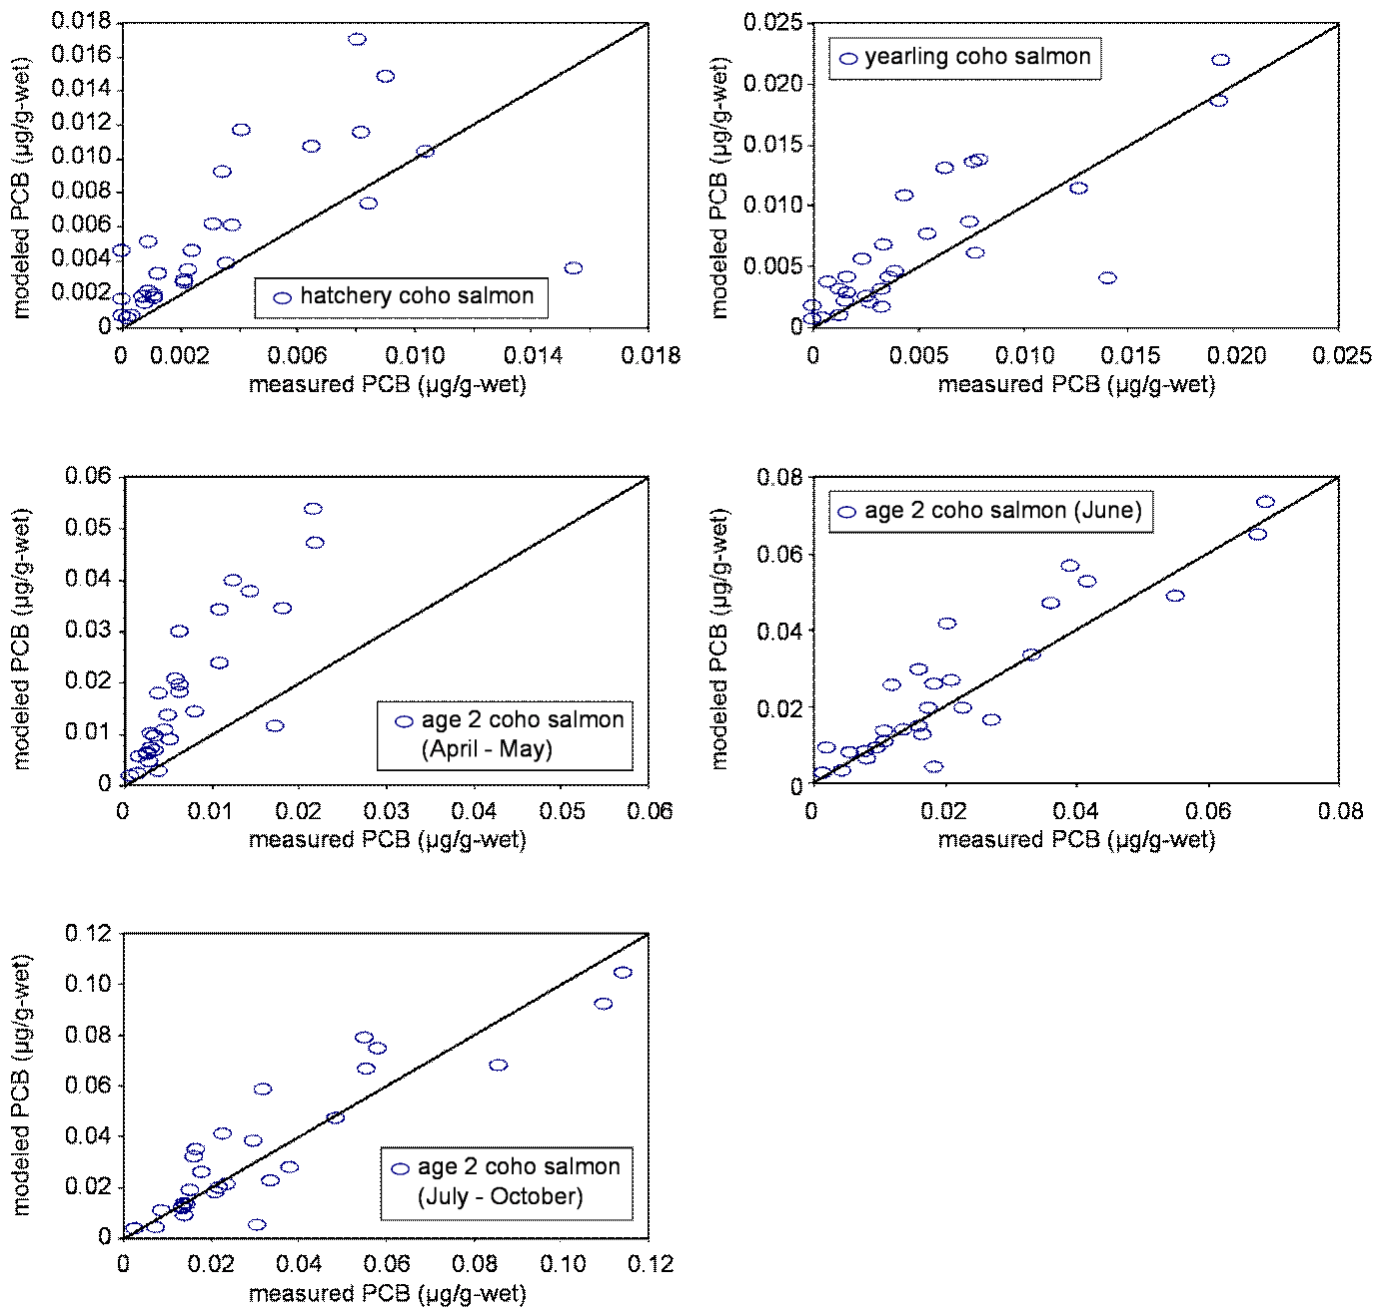 0.018
0.018
0.016
0.014
0.012
0.010
0.008
0.006
0.004
0.002
0
modeled PCB (µg/g-wet)
hatchery coho salmon
0 0.002 0.006 0.010 0.014 0.018
measured PCB (µg/g-wet)
0.025
0.020
0.015
0.010
0.005
0
modeled PCB (µg/g-wet)
yearling coho salmon
0 0.005 0.010 0.015 0.020 0.025
measured PCB (µg/g-wet)
0.06
0.05
0.04
0.03
0.02
0.01
0
modeled PCB (µg/g-wet)
age 2 coho salmon
(April - May)
0 0.01 0.02 0.03 0.04 0.05 0.06
measured PCB (µg/g-wet)
0.08
0.06
0.04
0.02
0
modeled PCB (µg/g-wet)
age 2 coho salmon (June)
0 0.02 0.04 0.06 0.08
measured PCB (µg/g-wet)
0.12
0.10
0.08
0.06
0.04
0.02
0
modeled PCB (µg/g-wet)
age 2 coho salmon
(July - October)
0 0.02 0.04 0.06 0.08 0.10 0.12
measured PCB (µg/g-wet)